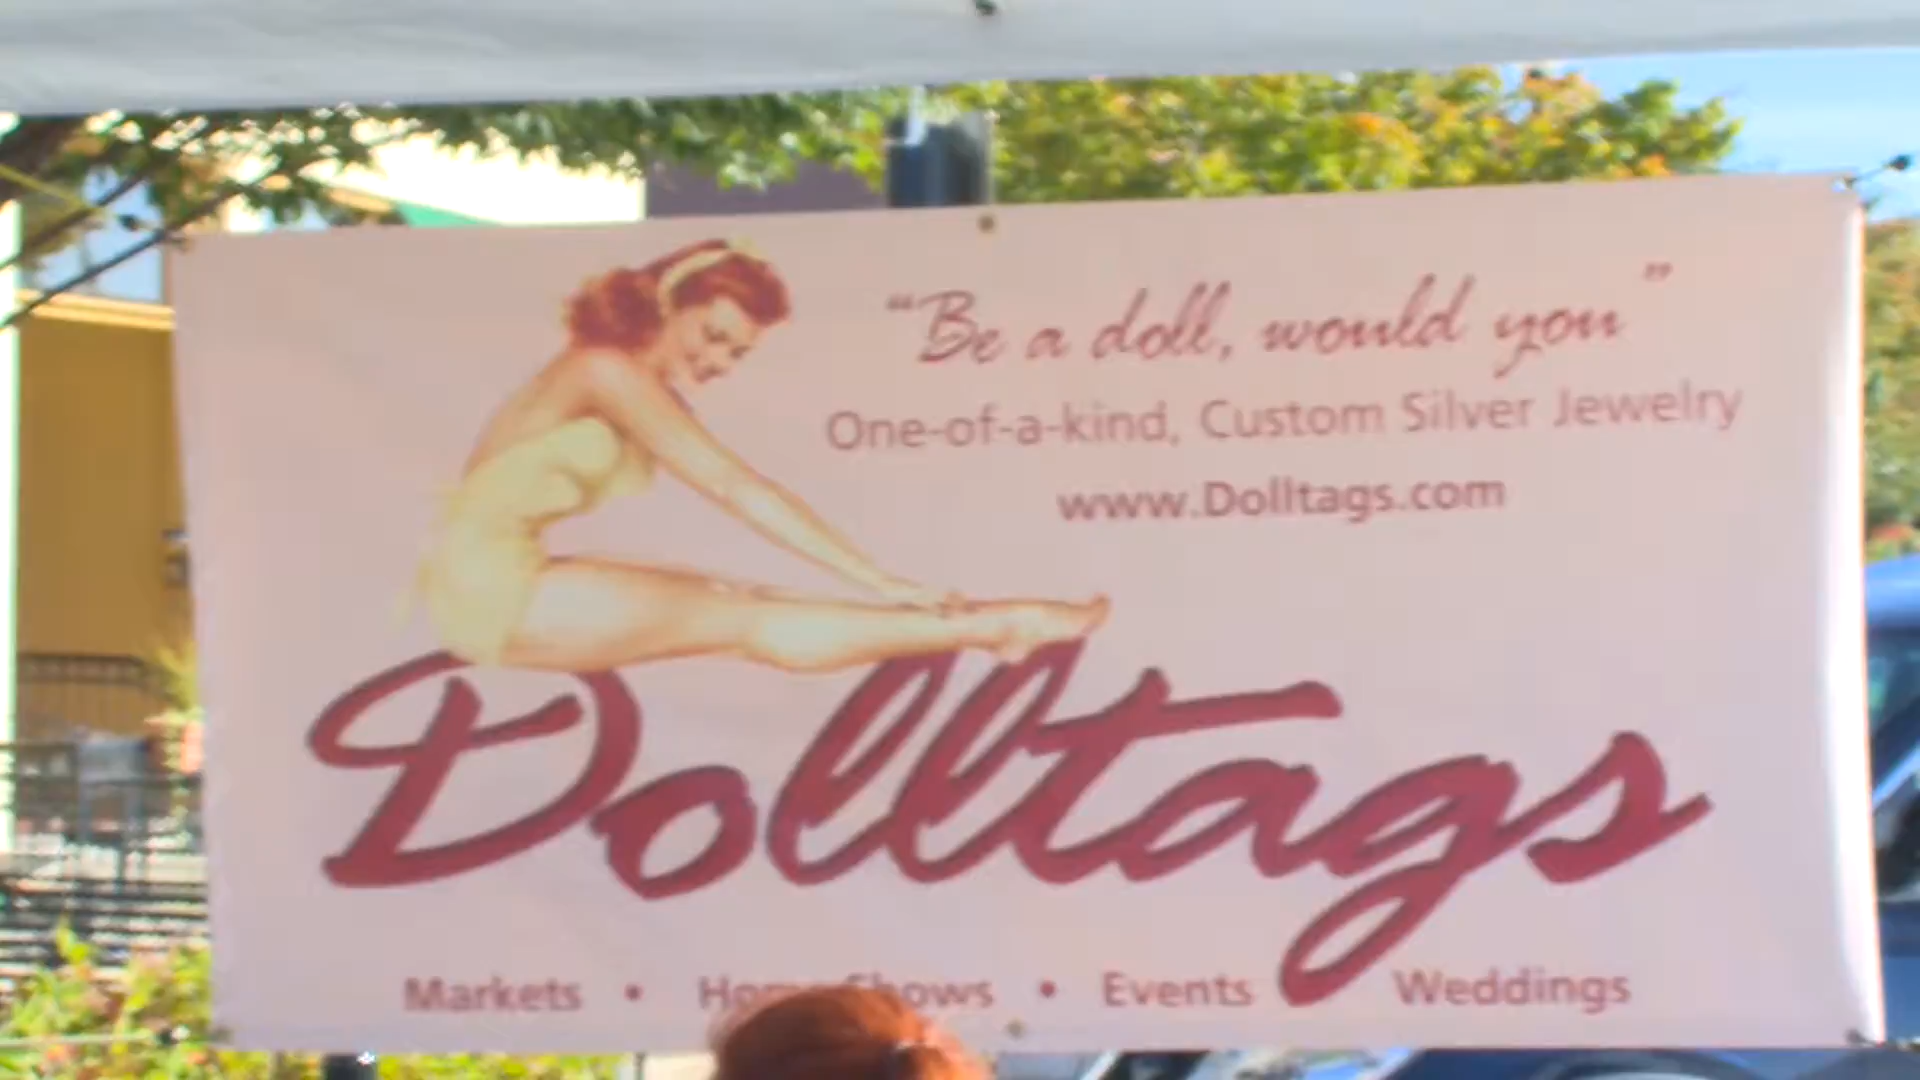 “Be a doll, would you”
One-of-a-kind, Custom Silver Jewelry
www.Dolltags.com
Dolltags
Markets • Home Shows • Events Weddings